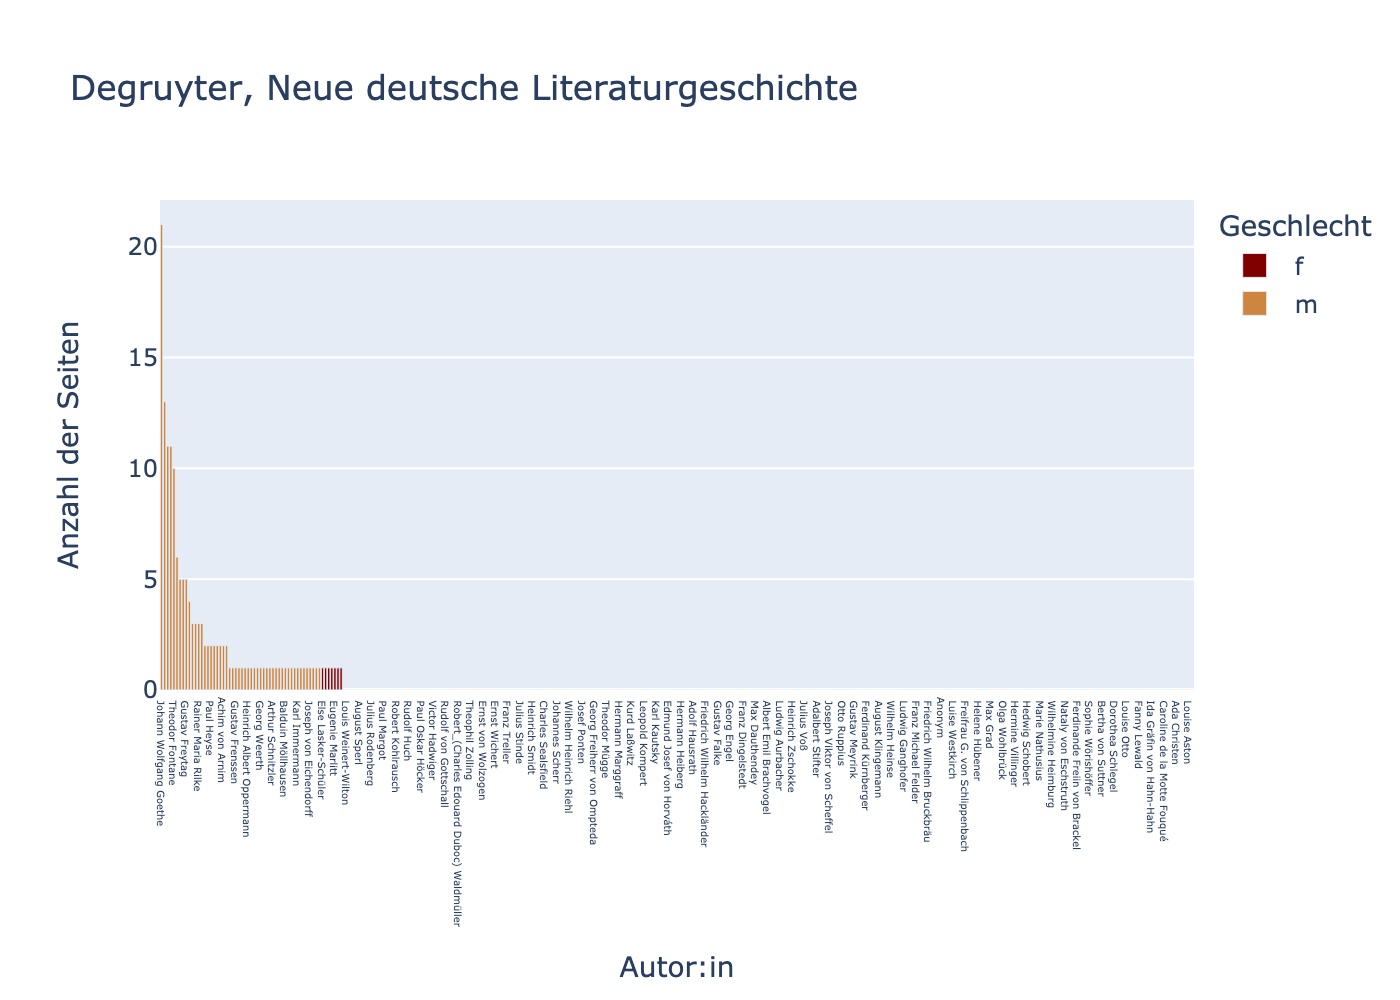 Degruyter, Neue deutsche Literaturgeschichte
Geschlecht
f
m
Anzahl der Seiten
20
15
10
5
0
Johann Wolfgang Goethe
Theodor Fontane
Gustav Freytag
Rainer Maria Rilke
Paul Heyse
Achim von Arnim
Gustav Frenssen
Heinrich Albert Oppermann
Georg Weerth
Arthur Schnitzler
Balduin Möllhausen
Karl Immermann
Joseph von Eichendorff
Else Lasker-Schüler
Eugenie Marlitt
Louis Weinert-Wilton
August Sperl
Julius Rodenberg
Paul Margot
Robert Kohlrausch
Rudolf Huch
Paul Oskar Höcker
Victor Hadwiger
Rudolf von Gottschall
Robert_(Charles Edouard Duboc) Waldmüller
Theophil Zolling
Ernst von Wolzogen
Ernst Wichert
Franz Treller
Julius Stinde
Heinrich Smidt
Charles Sealsfield
Johannes Scherr
Wilhelm Heinrich Riehl
Josef Ponten
Georg Freiherr von Ompteda
Theodor Mügge
Hermann Marggraff
Kurd Laßwitz
Leopold Kompert
Karl Kautsky
Edmund Josef von Horváth
Hermann Heiberg
Adolf Hausrath
Friedrich Wilhelm Hackländer
Gustav Falke
Georg Engel
Franz Dingelstedt
Max Dauthendey
Albert Emil Brachvogel
Ludwig Aurbacher
Heinrich Zschokke
Julius Voß
Adalbert Stifter
Joseph Viktor von Scheffel
Otto Ruppius
Gustav Meyrink
Ferdinand Kürnberger
August Klingemann
Wilhelm Heinse
Ludwig Ganghofer
Franz Michael Felder
Friedrich Wilhelm Bruckbräu
Anonym
Luise Westkirch
Freifrau G. von Schlippenbach
Helene Hübener
Max Grad
Olga Wohlbrück
Hermine Villinger
Hedwig Schobert
Marie Nathusius
Wilhelmine Heimburg
Nataly von Eschstruth
Ferdinande Freiin von Brackel
Sophie Wörishöffer
Bertha von Suttner
Dorothea Schlegel
Louise Otto
Fanny Lewald
Ida Gräfin von Hahn-Hahn
Caroline de la Motte Fouqué
Ada Christen
Louise Aston
Autor:in